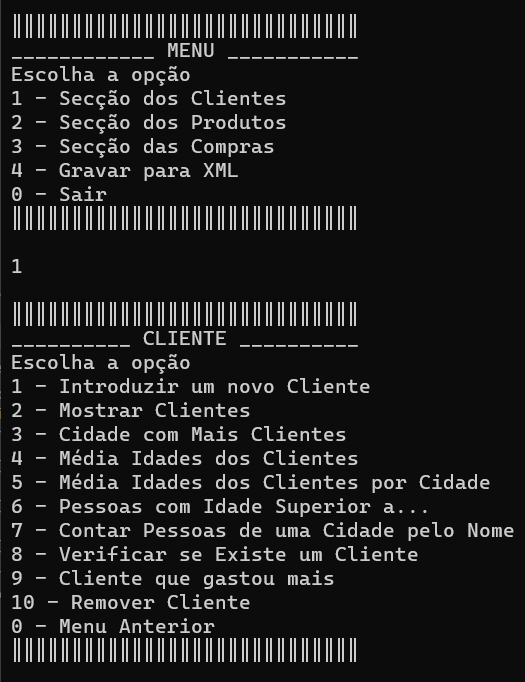 ║║║║║║║║║║║║║║║║║║║║║║║║║║║║║
____________ MENU ___________
Escolha a opção
1 - Secção dos Clientes
2 - Secção dos Produtos
3 - Secção das Compras
4 - Gravar para XML
0 - Sair
║║║║║║║║║║║║║║║║║║║║║║║║║║║║║
1
║║║║║║║║║║║║║║║║║║║║║║║║║║║║║
__________ CLIENTE __________
Escolha a opção
1 - Introduzir um novo Cliente
2 - Mostrar Clientes
3 - Cidade com Mais Clientes
4 - Média Idades dos Clientes
5 - Média Idades dos Clientes por Cidade
6 - Pessoas com Idade Superior a...
7 - Contar Pessoas de uma Cidade pelo Nome
8 - Verificar se Existe um Cliente
9 - Cliente que gastou mais
10 - Remover Cliente
0 - Menu Anterior
║║║║║║║║║║║║║║║║║║║║║║║║║║║║║